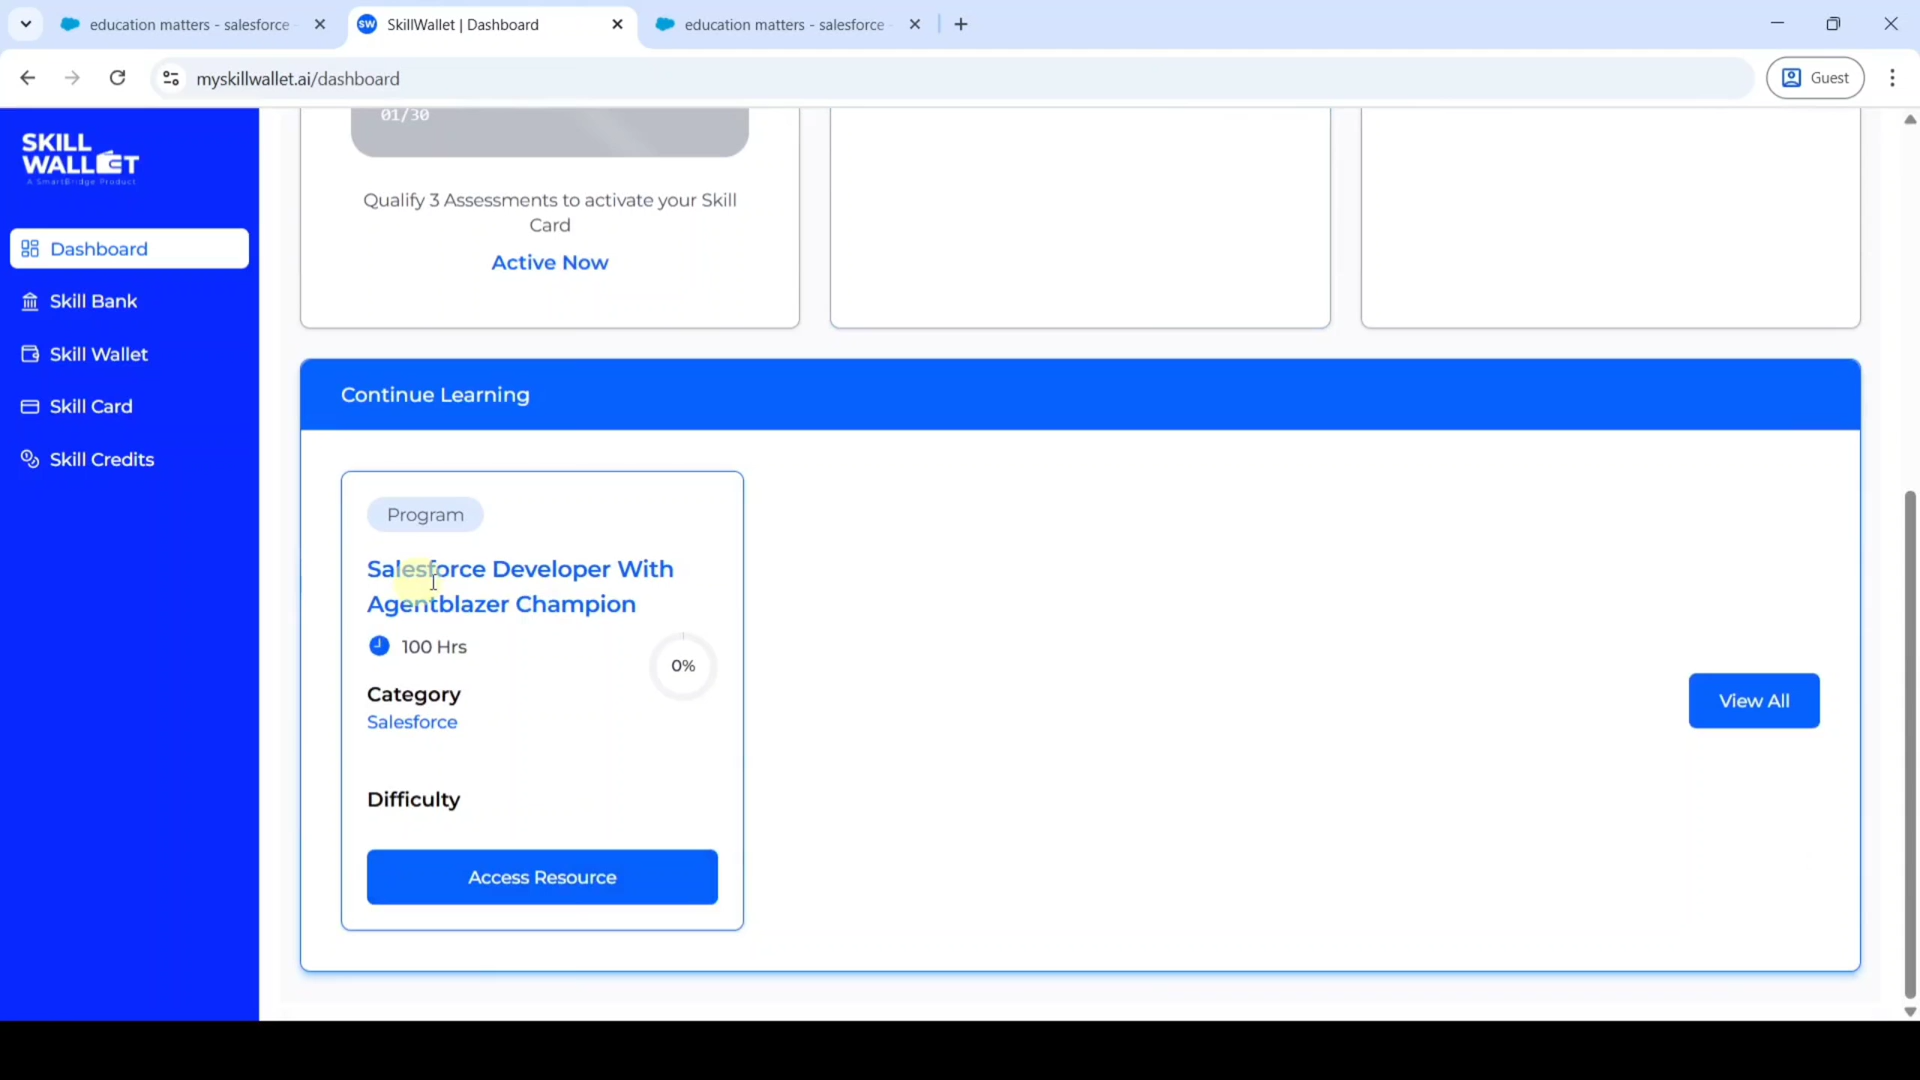 education matters - salesforce
SkillWallet | Dashboard
education matters - salesforce
myskillwallet.ai/dashboard
Guest
SKILL
WALLET
A SmartBridge Product
Dashboard
Skill Bank
Skill Wallet
Skill Card
Skill Credits
01/30
Qualify 3 Assessments to activate your Skill
Card
Active Now
Continue Learning
Program
Salesforce Developer With
Agentblazer Champion
100 Hrs
0%
Category
Salesforce
Difficulty
Access Resource
View All